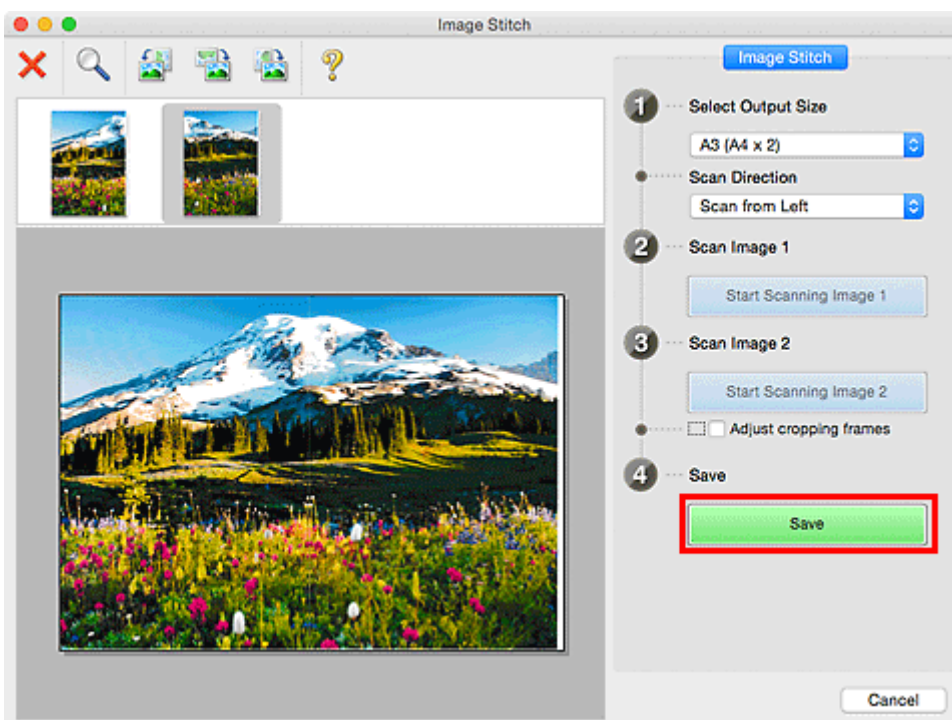 Image Stitch
?
Image Stitch
1 Select Output Size
A3 (A4 x 2)
Scan Direction
Scan from Left
2 Scan Image 1
Start Scanning Image 1
3 Scan Image 2
Start Scanning Image 2
Adjust cropping frames
4 Save
Save
Cancel